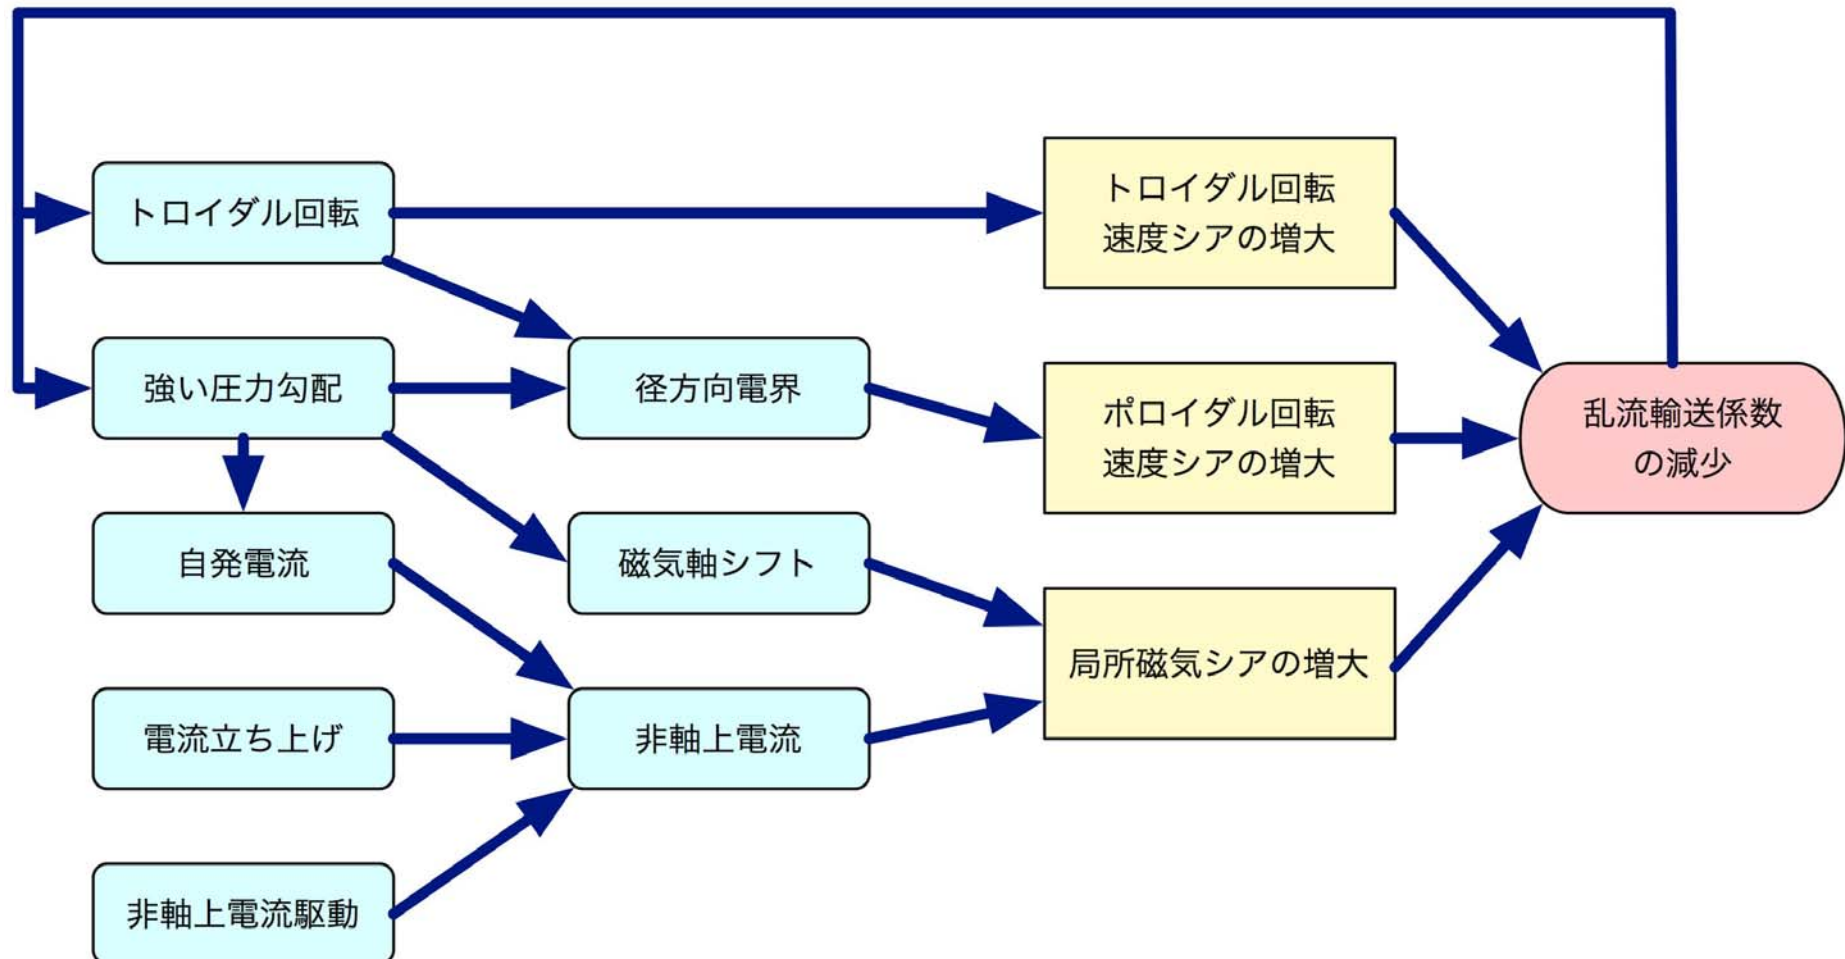 トロイダル回転
トロイダル回転
速度シアの増大
強い圧力勾配
径方向電界
ポロイダル回転
速度シアの増大
乱流輸送係数
の減少
自発電流
磁気軸シフト
局所磁気シアの増大
電流立ち上げ
非軸上電流
非軸上電流駆動